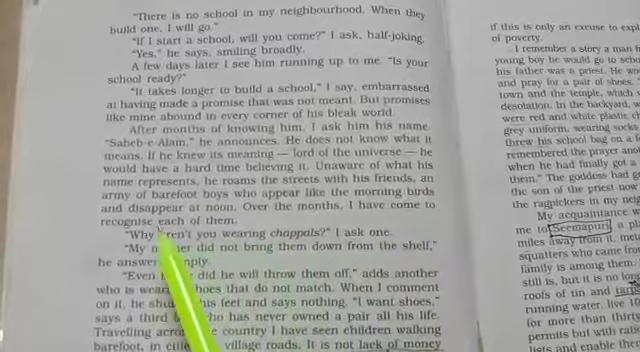 "There is no school in my neighbourhood. When they
build one, I will go."
"If I start a school, will you come?" I ask, half-joking.
"Yes," he says, smiling broadly.
A few days later I see him running up to me. "Is your
school ready?"
"It takes longer to build a school," I say, embarrassed
at having made a promise that was not meant. But promises
like mine abound in every corner of his bleak world.
After months of knowing him, I ask him his name.
"Saheb-e-Alam," he announces. He does not know what it
means. If he knew its meaning — lord of the universe — he
would have a hard time believing it. Unaware of what his
name represents, he roams the streets with his friends, an
army of barefoot boys who appear like the morning birds
and disappear at noon. Over the months, I have come to
recognise each of them.
"Why aren't you wearing chappals?" I ask one.
"My did not bring them down from the shelf,"
he
"Even did he will throw them off," adds another
who is shoes that do not match. When I comment
on it, he his feet and says nothing. "I want shoes,"
says a third who has never owned a pair all his life.
Travelling country I have seen children walking
barefoot, in village roads. It is not lack of money
if this is only an excuse to
of poverty.
I remember a story a man
young boy he would go to
his father was a priest. He
and pray for a pair of shoes.
town and the temple, which
desolation. In the backyard,
were red and white plastic
grey uniform, wearing
throw his school bag on a
remembered the prayer
when he had finally got a
them." The goddess had
the son of the priest now
the ragpickers in my
My acquaintance
me to Seemapuri, a
miles away from it,
squatters who came
family is among them.
still is, but it is no
roofs of tin and
running water, live
for more than thirty
permits but with
lists and enable